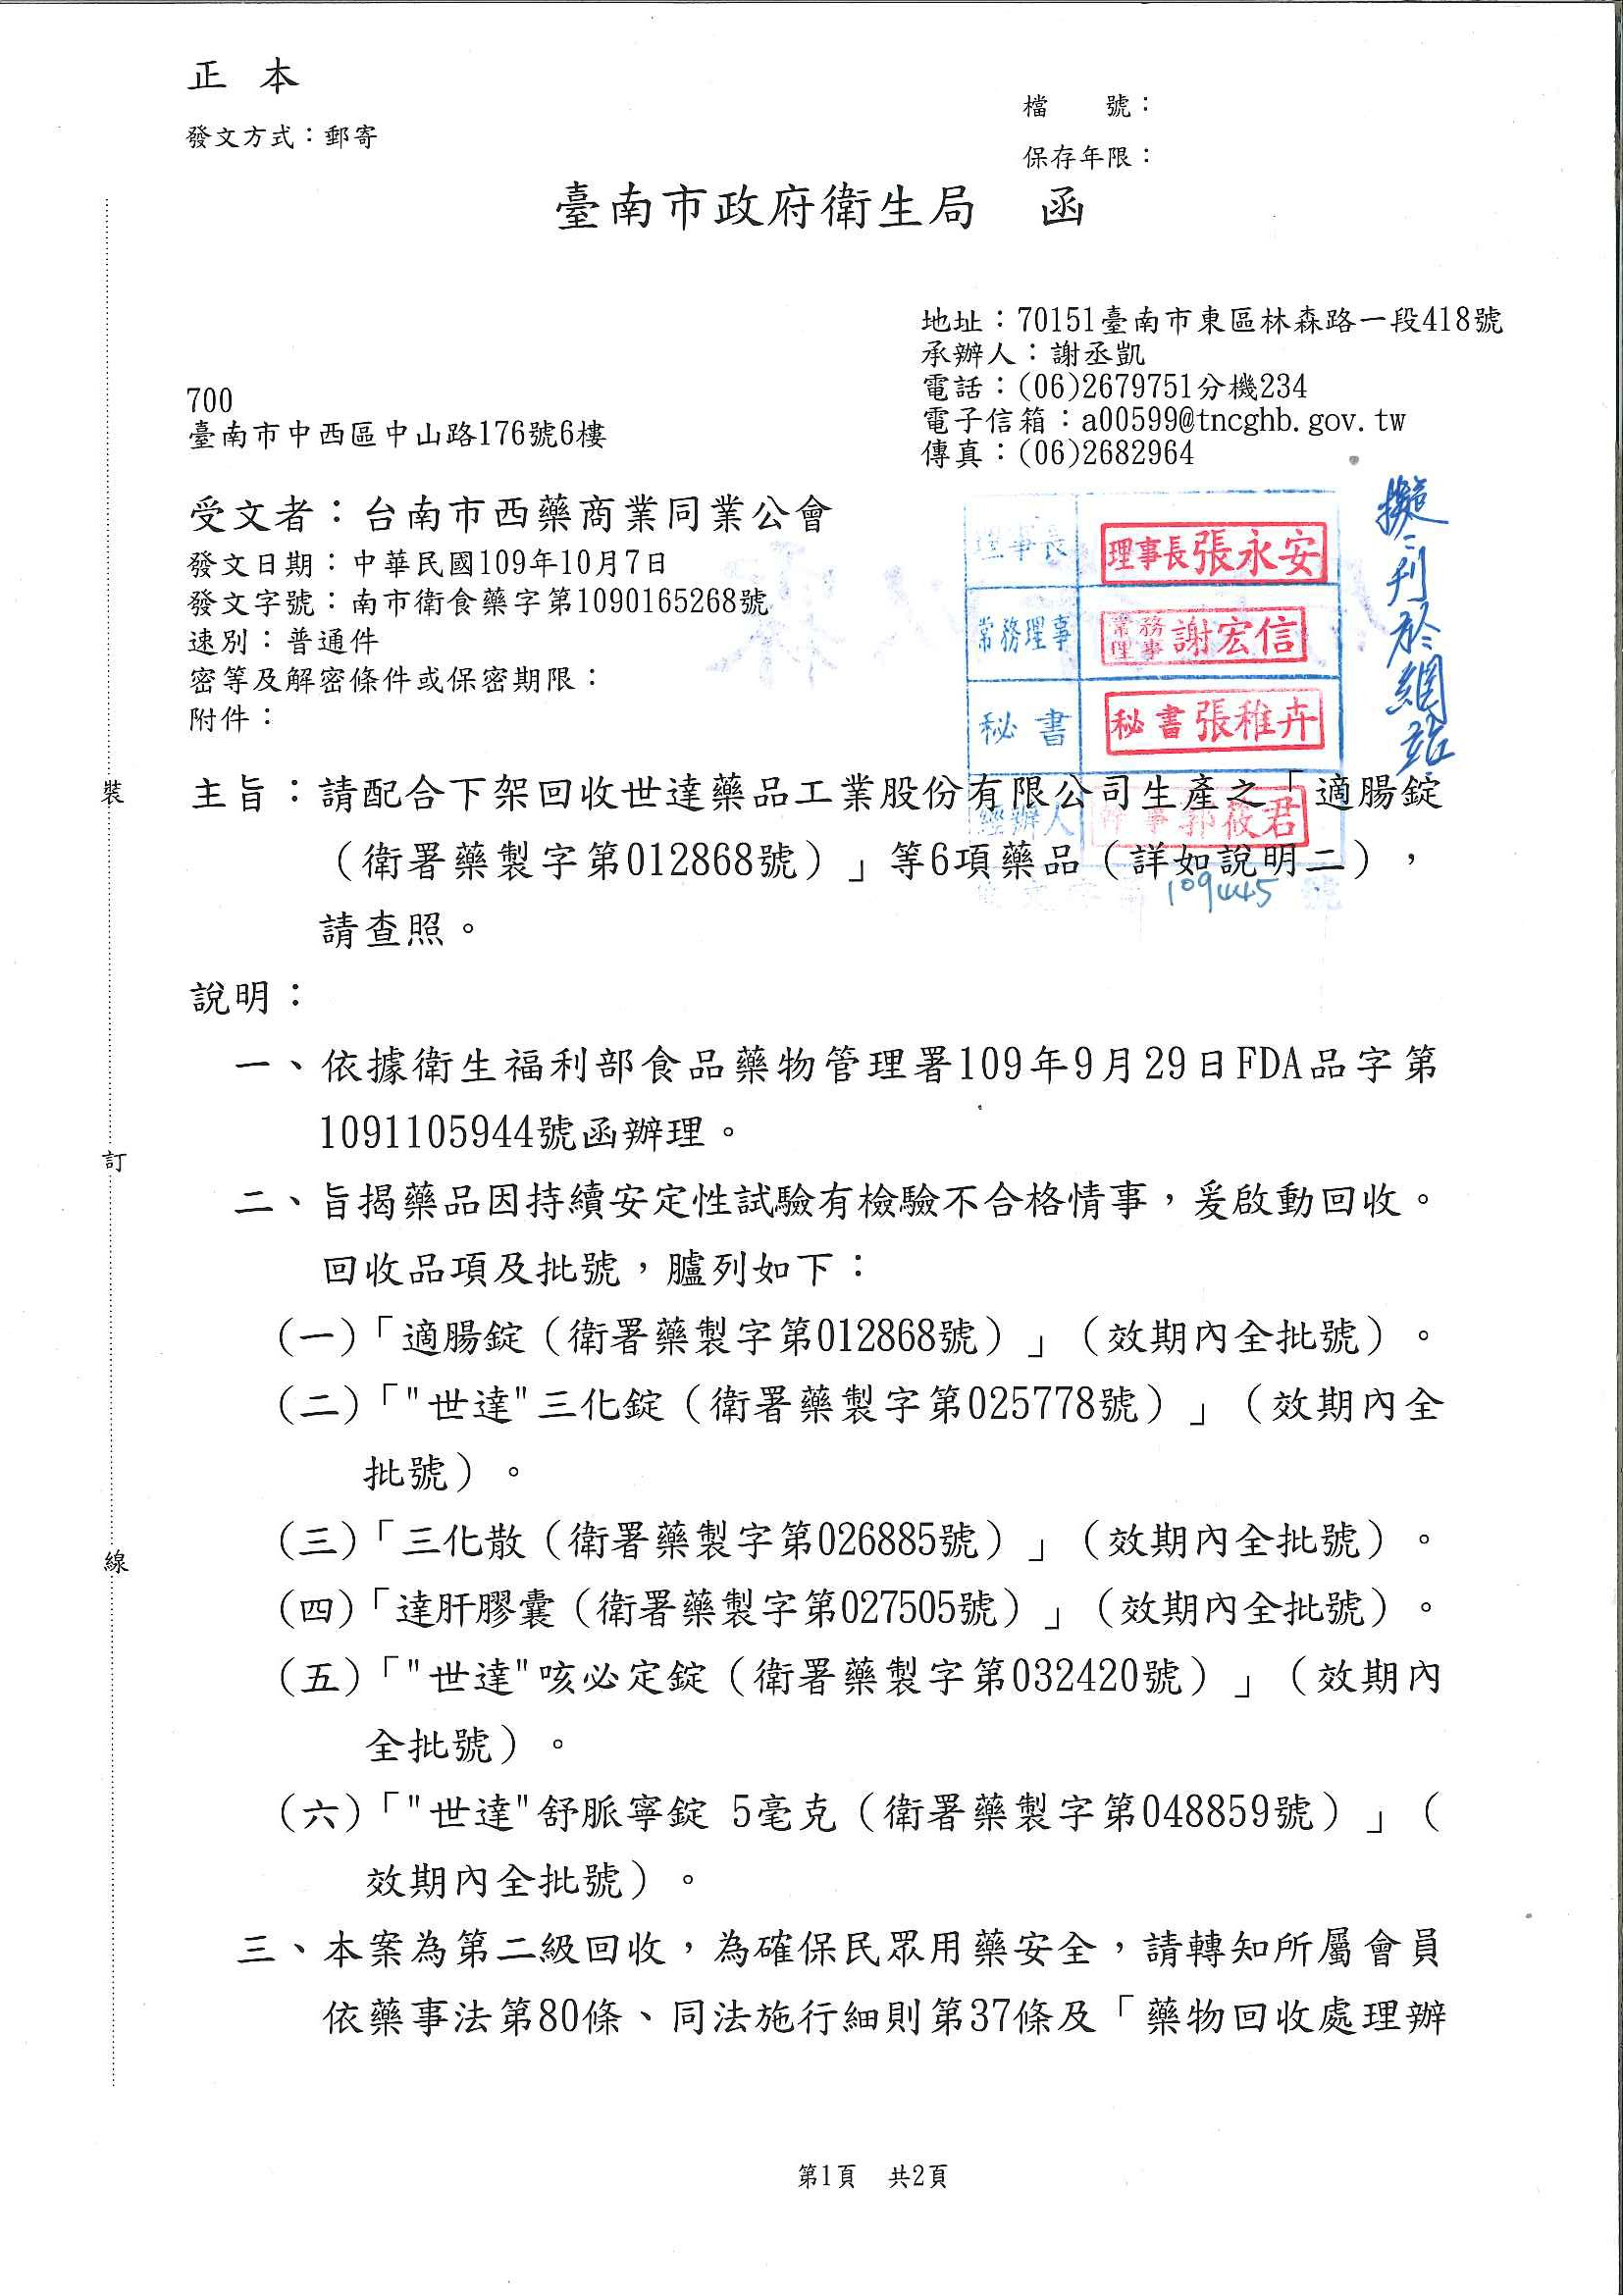 正本
發文方式：郵寄
檔　　號：
保存年限：
臺南市政府衛生局　函
地址：70151臺南市東區林森路一段418號
承辦人：謝丞凱
電話：(06)2679751分機234
電子信箱：a00599@tncghb.gov.tw
傳真：(06)2682964
700
臺南市中西區中山路176號6樓
受文者：台南市西藥商業同業公會
發文日期：中華民國109年10月7日
發文字號：南市衛食藥字第1090165268號
速別：普通件
密等及解密條件或保密期限：
附件：
理事長 理事長張永安
常務理事 常務理事謝宏信
秘書 秘書張稚卉
經辦人 幹事郭筱君
擬刊於網站
109445
主旨：請配合下架回收世達藥品工業股份有限公司生產之「適腸錠
（衛署藥製字第012868號）」等6項藥品（詳如說明二），
請查照。
說明：
一、依據衛生福利部食品藥物管理署109年9月29日FDA品字第
1091105944號函辦理。
二、旨揭藥品因持續安定性試驗有檢驗不合格情事，爰啟動回收。
回收品項及批號，臚列如下：
(一)「適腸錠（衛署藥製字第012868號）」（效期內全批號）。
(二)「"世達"三化錠（衛署藥製字第025778號）」（效期內全
批號）。
(三)「三化散（衛署藥製字第026885號）」（效期內全批號）。
(四)「達肝膠囊（衛署藥製字第027505號）」（效期內全批號）。
(五)「"世達"咳必定錠（衛署藥製字第032420號）」（效期內
全批號）。
(六)「"世達"舒脈寧錠 5毫克（衛署藥製字第048859號）」（
效期內全批號）。
三、本案為第二級回收，為確保民眾用藥安全，請轉知所屬會員
依藥事法第80條、同法施行細則第37條及「藥物回收處理辦
裝
訂
線
第1頁　共2頁